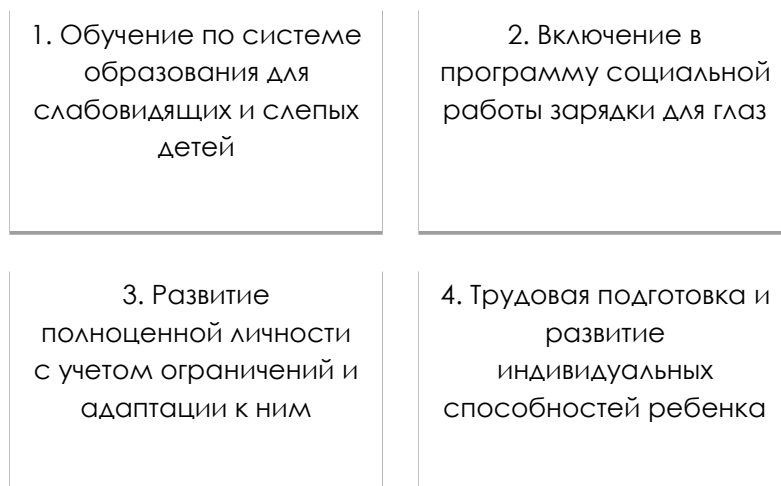 1. Обучение по системе
образования для
слабовидящих и слепых
детей
2. Включение в
программу социальной
работы зарядки для глаз
3. Развитие
полноценной личности
с учетом ограничений и
адаптации к ним
4. Трудовая подготовка и
развитие
индивидуальных
способностей ребенка